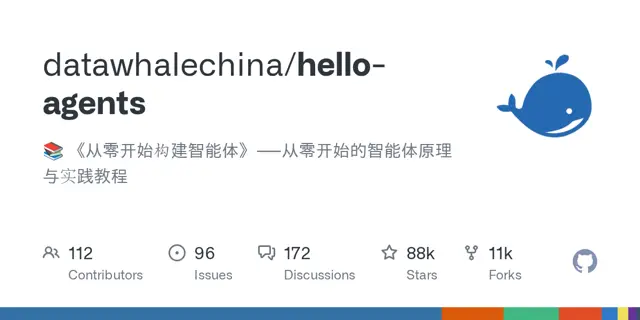 datawhalechina/hello-
agents
📚 《从零开始构建智能体》——从零开始的智能体原理
与实践教程
112
Contributors
96
Issues
172
Discussions
88k
Stars
11k
Forks